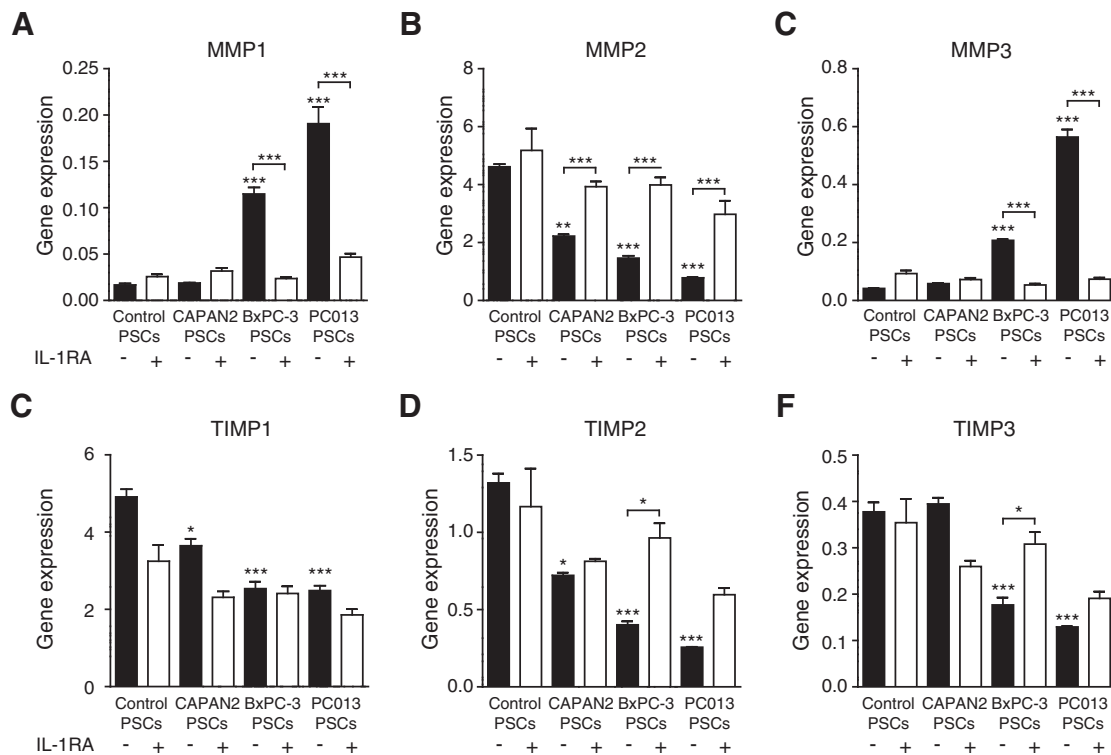 A
MMP1
Gene expression
0.25
0.20
0.15
0.10
0.05
0.00
***
***
***
***
Control PSCs
CAPAN2 PSCs
BxPC-3 PSCs
PC013 PSCs
IL-1RA - + - + - + - +
B
MMP2
Gene expression
8
6
4
2
0
**
***
***
***
***
***
Control PSCs
CAPAN2 PSCs
BxPC-3 PSCs
PC013 PSCs
- + - + - + - +
C
MMP3
Gene expression
0.8
0.6
0.4
0.2
0.0
***
***
***
***
Control PSCs
CAPAN2 PSCs
BxPC-3 PSCs
PC013 PSCs
- + - + - + - +
C
TIMP1
Gene expression
6
4
2
0
*
***
***
Control PSCs
CAPAN2 PSCs
BxPC-3 PSCs
PC013 PSCs
IL-1RA - + - + - + - +
D
TIMP2
Gene expression
1.5
1.0
0.5
0.0
*
***
*
***
Control PSCs
CAPAN2 PSCs
BxPC-3 PSCs
PC013 PSCs
- + - + - + - +
F
TIMP3
Gene expression
0.5
0.4
0.3
0.2
0.1
0.0
***
*
***
Control PSCs
CAPAN2 PSCs
BxPC-3 PSCs
PC013 PSCs
- + - + - + - +